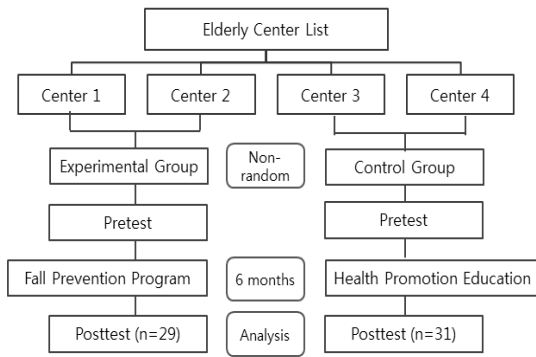 Elderly Center List
Center 1
Center 2
Center 3
Center 4
Experimental Group
Non-
random
Control Group
Pretest
Pretest
Fall Prevention Program
6 months
Health Promotion Education
Posttest (n=29)
Analysis
Posttest (n=31)